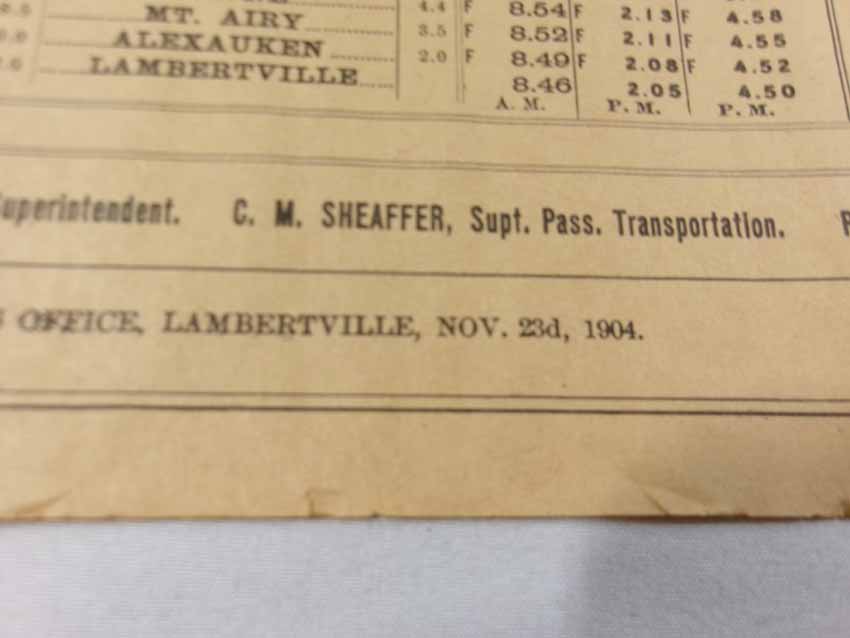 4.4 F 8.54 F 2.13 F 4.58
MT. AIRY 3.5 F 8.52 F 2.11 F 4.55
ALEXAUKEN 2.0 F 8.49 F 2.08 F 4.52
LAMBERTVILLE 8.46 2.05 4.50
A. M. P. M. P. M.
Superintendent. C. M. SHEAFFER, Supt. Pass. Transportation.
OFFICE, LAMBERTVILLE, NOV. 23d, 1904.